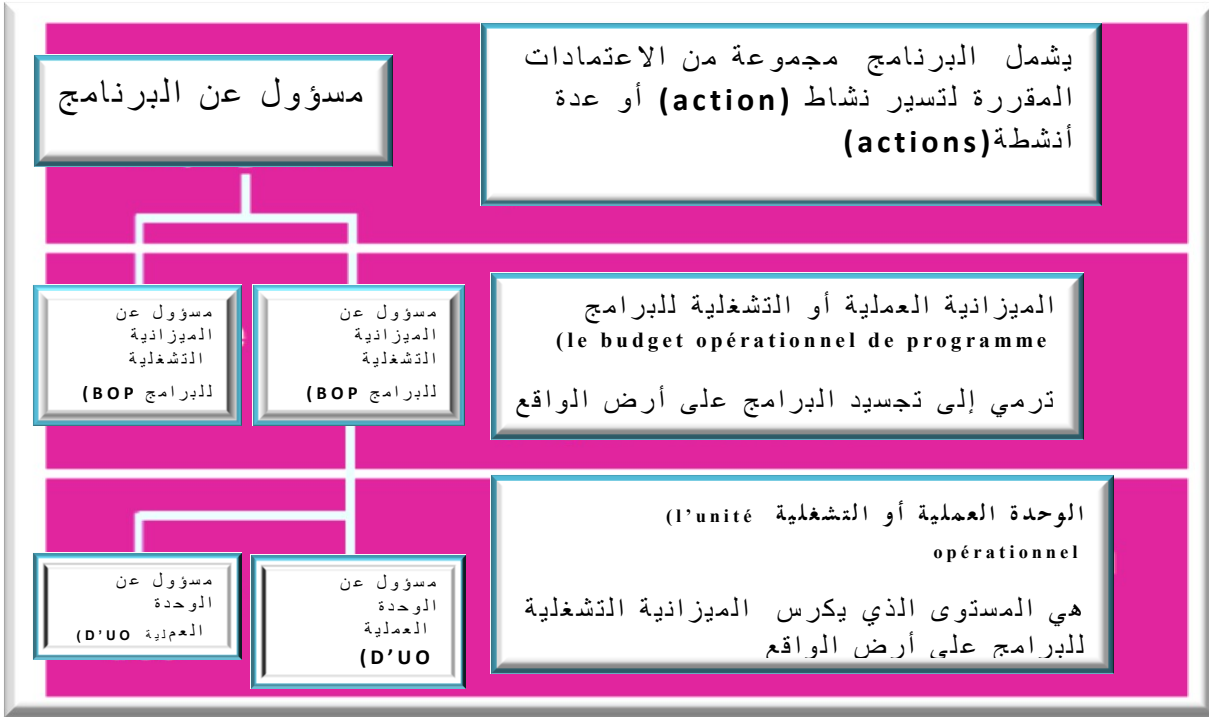 يشمل البرنامج مجموعة من الاعتمادات
المقررة لتسير نشاط (action) أو عدة
أنشطة(actions)
مسؤول عن البرنامج
الميزانية العملية أو التشغلية للبرامج
(le budget opérationnel de programme
ترمي إلى تجسيد البرامج على أرض الواقع
مسؤول عن
الميزانية
التشغلية
للبرامج BOP)
مسؤول عن
الميزانية
التشغلية
للبرامج BOP)
الوحدة العملية أو التشغلية l’unité)
opérationnel
هي المستوى الذي يكرس الميزانية التشغلية
للبرامج على أرض الواقع
مسؤول عن
الوحدة
العملية
(D’UO
مسؤول عن
الوحدة
العملية D’UO)